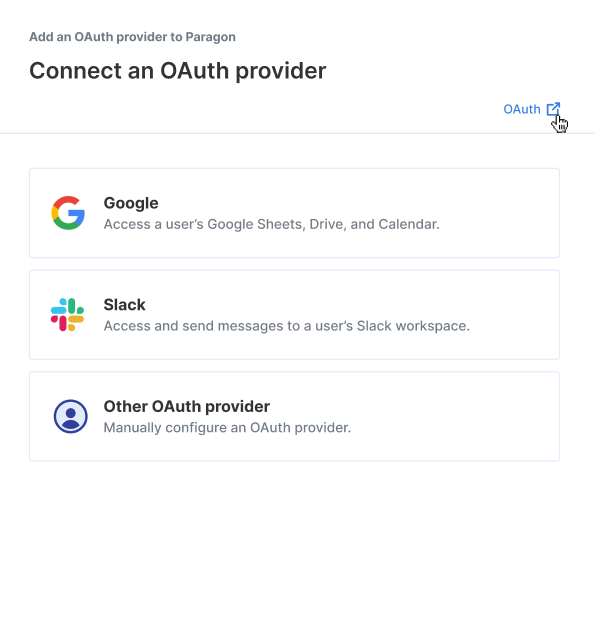 Add an OAuth provider to Paragon
Connect an OAuth provider
OAuth
Google
Access a user’s Google Sheets, Drive, and Calendar.
Slack
Access and send messages to a user’s Slack workspace.
Other OAuth provider
Manually configure an OAuth provider.